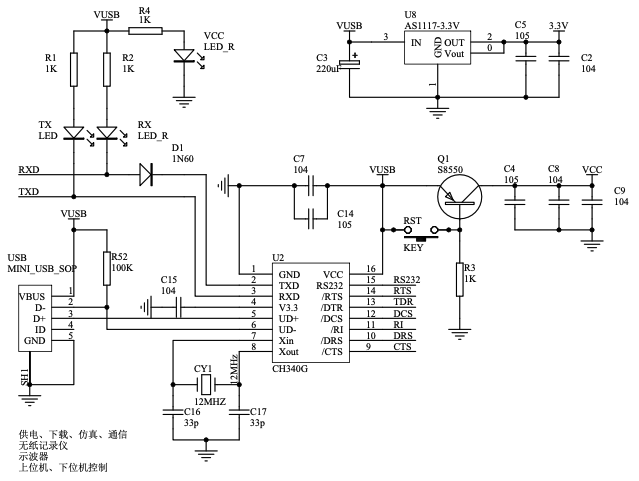 R4
1K
VUSB
VCC
LED_R
R1
1K
R2
1K
TX
LED
RX
LED_R
D1
1N60
RXD
TXD
VUSB
U8
AS1117-3.3V
3 IN OUT 2
GND
Vout 0
1
C3
220uF
C5
105
3.3V
C2
104
C7
104
C14
105
VUSB
Q1
S8550
RST
KEY
R3
1K
C4
105
C8
104
VCC
C9
104
VUSB
USB
MINI_USB_SOP
R52
100K
VBUS 1
D- 2
D+ 3
ID 4
GND 5
SH1
C15
104
U2
1 GND VCC 16
2 TXD RS232 15 RS232
3 RXD /RTS 14 RTS
4 V3.3 /DTR 13 TDR
5 UD+ /DCS 12 DCS
6 UD- /RI 11 RI
7 Xin /DRS 10 DRS
8 Xout /CTS 9 CTS
CH340G
12MHz
CY1
12MHZ
C16
33p
C17
33p
供电、下载、仿真、通信
无纸记录仪
示波器
上位机、下位机控制